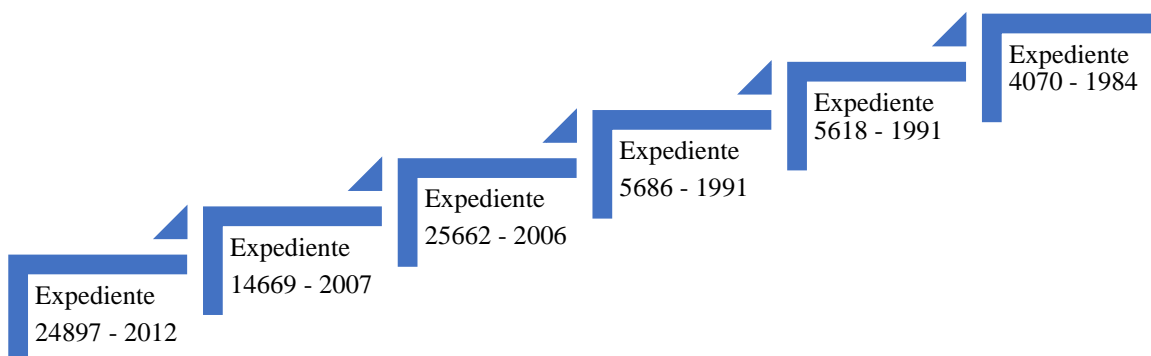 Expediente
24897 - 2012
Expediente
14669 - 2007
Expediente
25662 - 2006
Expediente
5686 - 1991
Expediente
5618 - 1991
Expediente
4070 - 1984